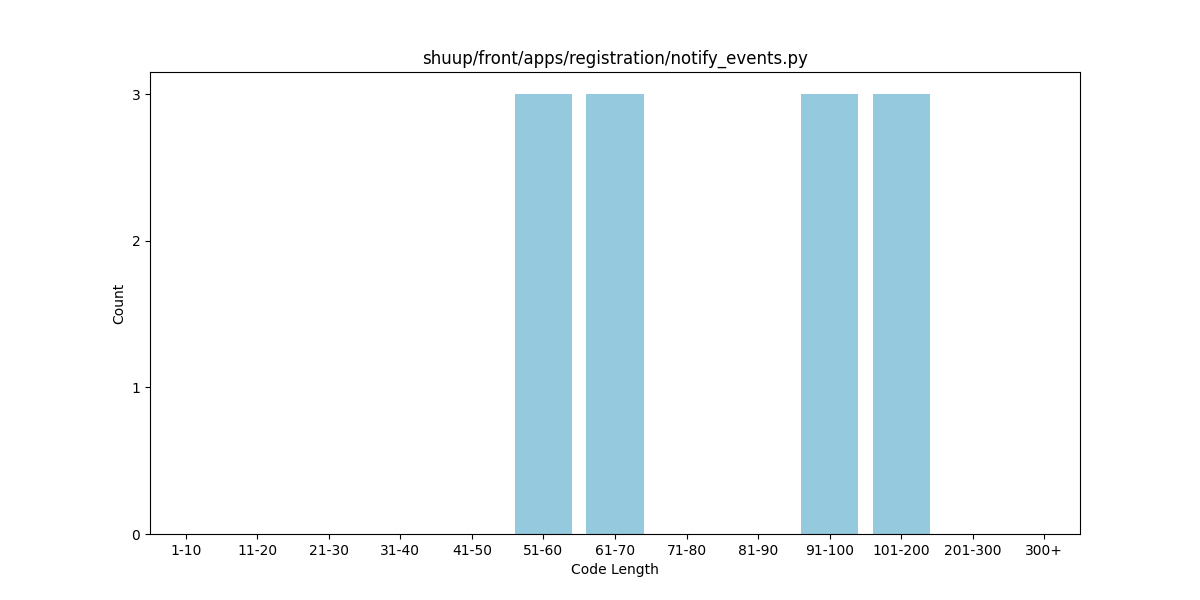 shuup/front/apps/registration/notify_events.py
Count
3
2
1
0
1-10 11-20 21-30 31-40 41-50 51-60 61-70 71-80 81-90 91-100 101-200 201-300 300+
Code Length